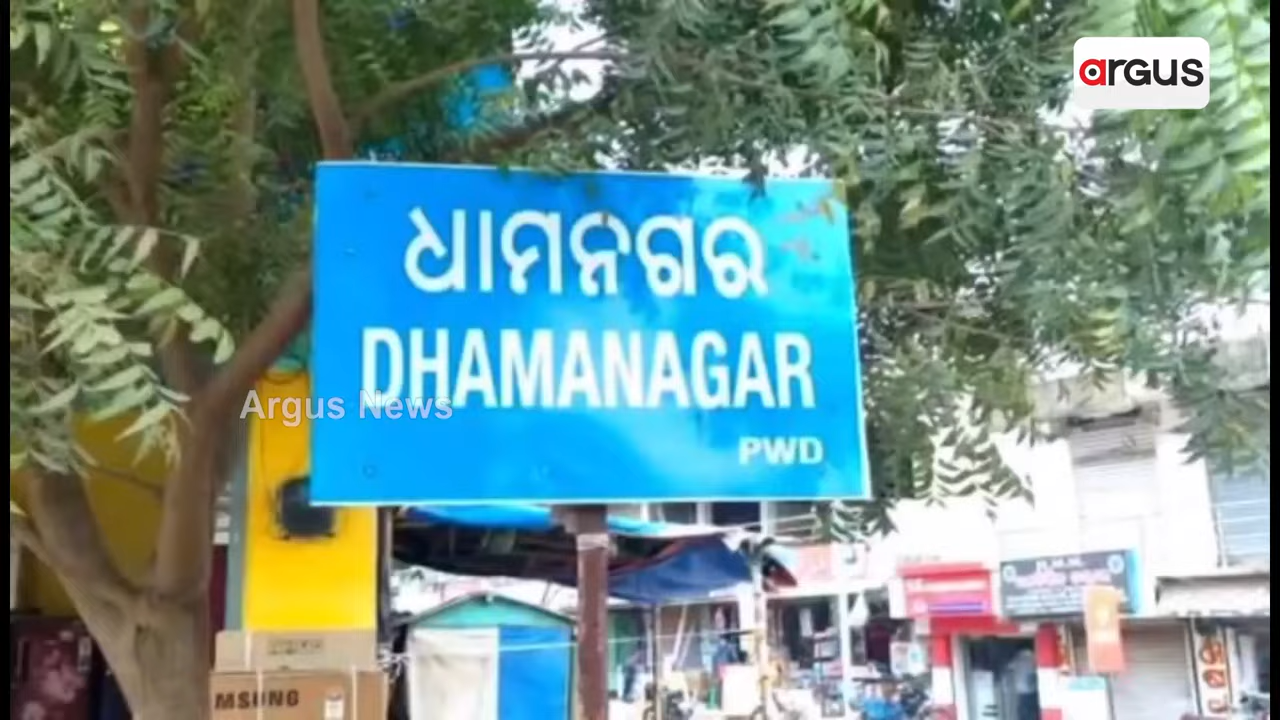 argus
ଧାମନଗର
DHAMANAGAR
Argus News
PWD
MSUNG